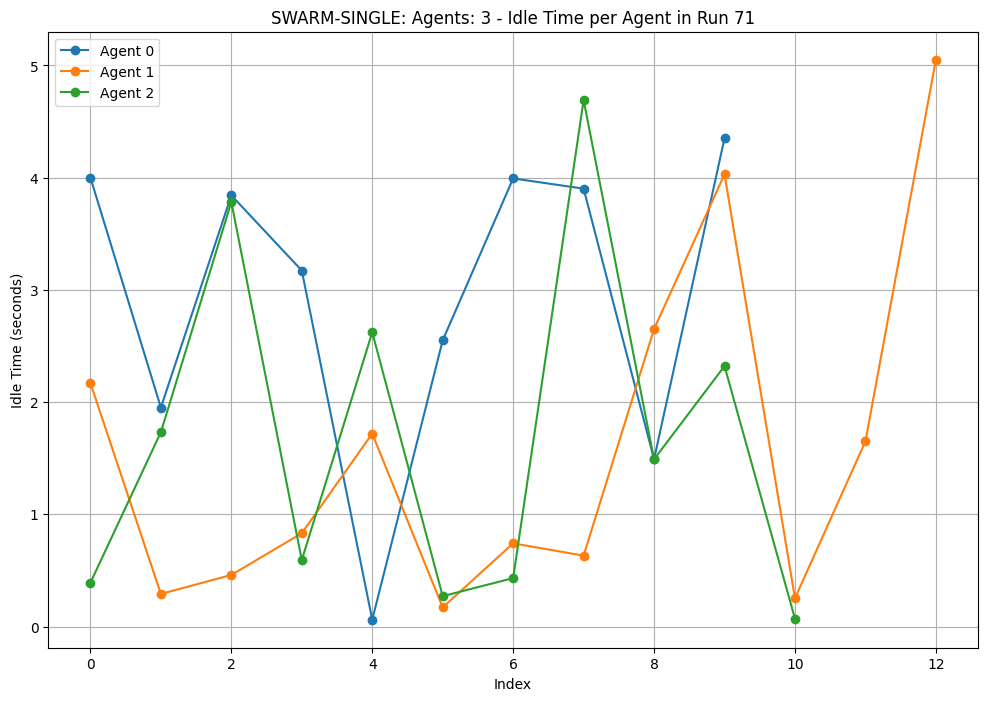 SWARM-SINGLE: Agents: 3 - Idle Time per Agent in Run 71
Agent 0
Agent 1
Agent 2
5
4
3
2
1
0
Idle Time (seconds)
0 2 4 6 8 10 12
Index